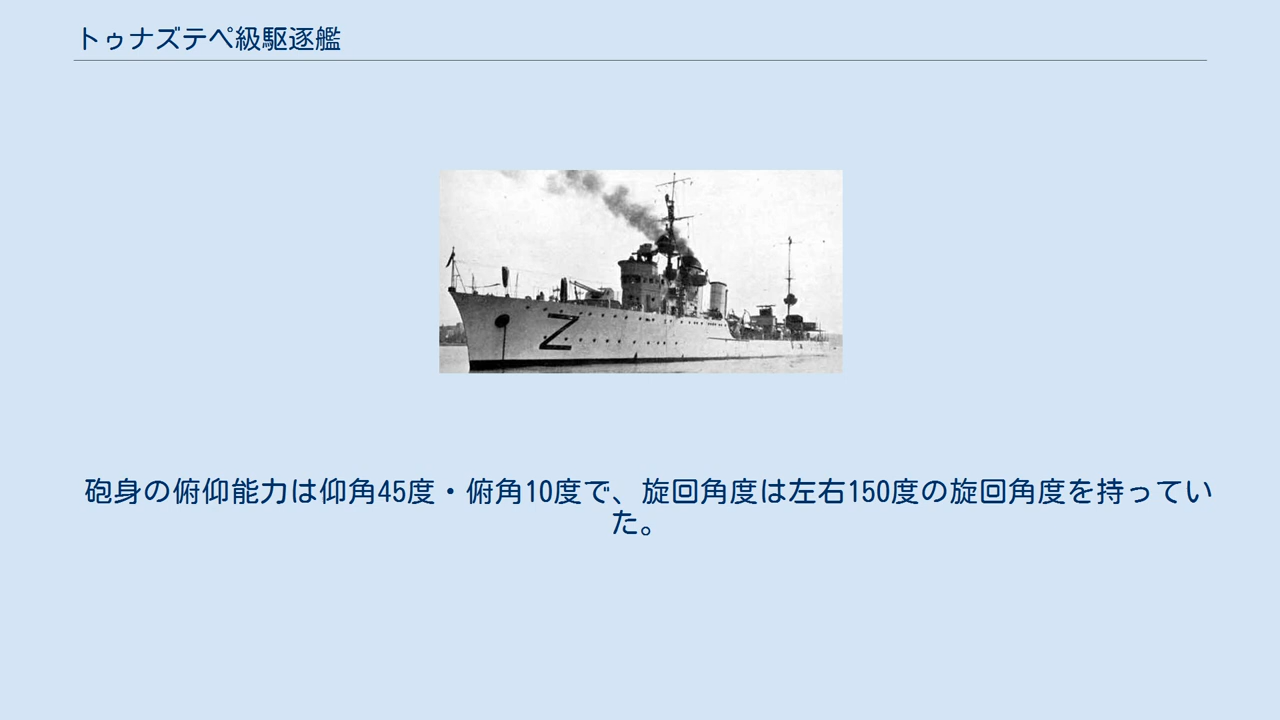 トゥナズテペ級駆逐艦
Z
砲身の俯仰能力は仰角45度・俯角10度で、旋回角度は左右150度の旋回角度を持ってい
た。